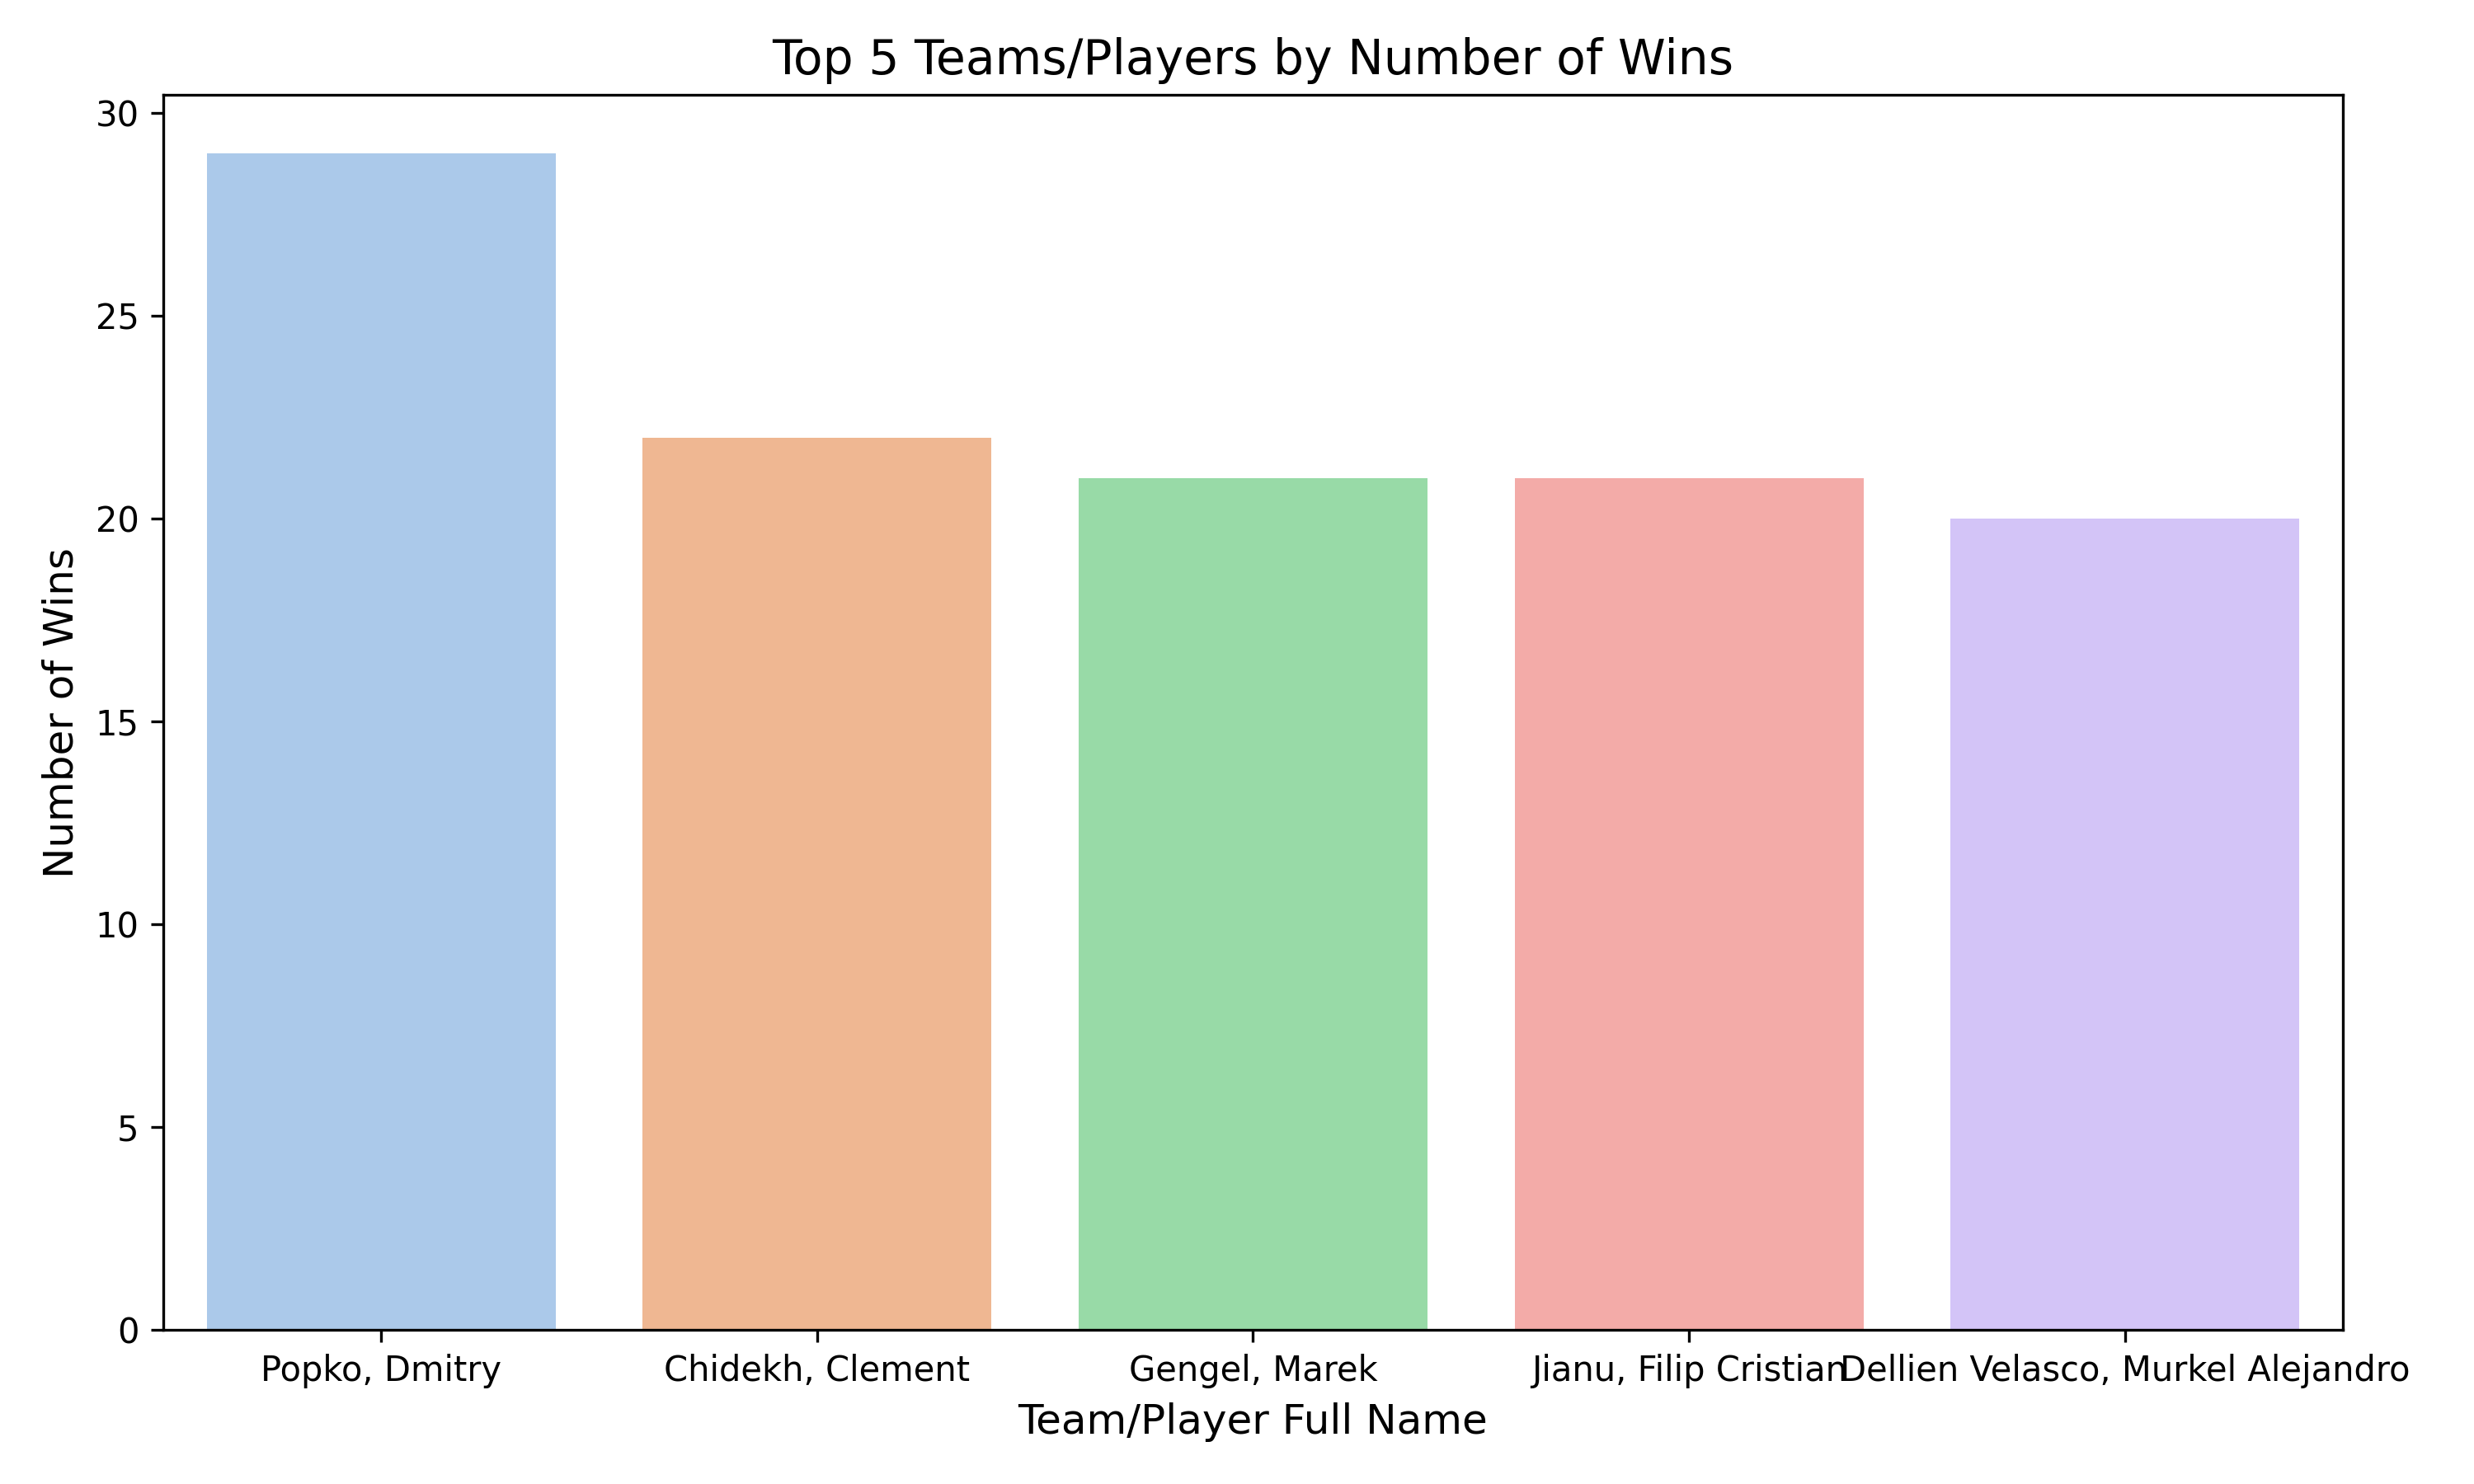 Top 5 Teams/Players by Number of Wins
30
25
20
15
10
5
0
Number of Wins
Popko, Dmitry
Chidekh, Clement
Gengel, Marek
Jianu, Filip Cristian
Dellien Velasco, Murkel Alejandro
Team/Player Full Name